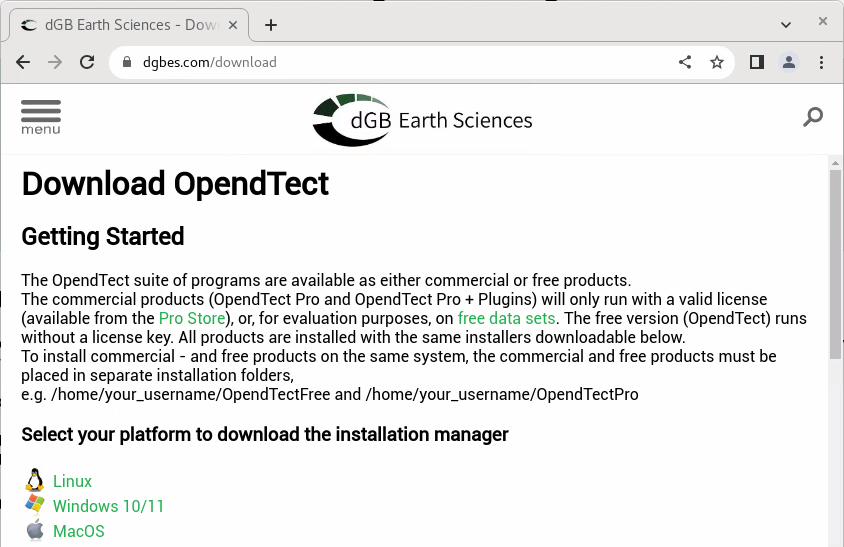 dGB Earth Sciences - Dow
dgbes.com/download
menu
dGB Earth Sciences
Download OpendTect
Getting Started
The OpendTect suite of programs are available as either commercial or free products.
The commercial products (OpendTect Pro and OpendTect Pro + Plugins) will only run with a valid license
(available from the Pro Store), or, for evaluation purposes, on free data sets. The free version (OpendTect) runs
without a license key. All products are installed with the same installers downloadable below.
To install commercial - and free products on the same system, the commercial and free products must be
placed in separate installation folders,
e.g. /home/your_username/OpendTectFree and /home/your_username/OpendTectPro
Select your platform to download the installation manager
Linux
Windows 10/11
MacOS